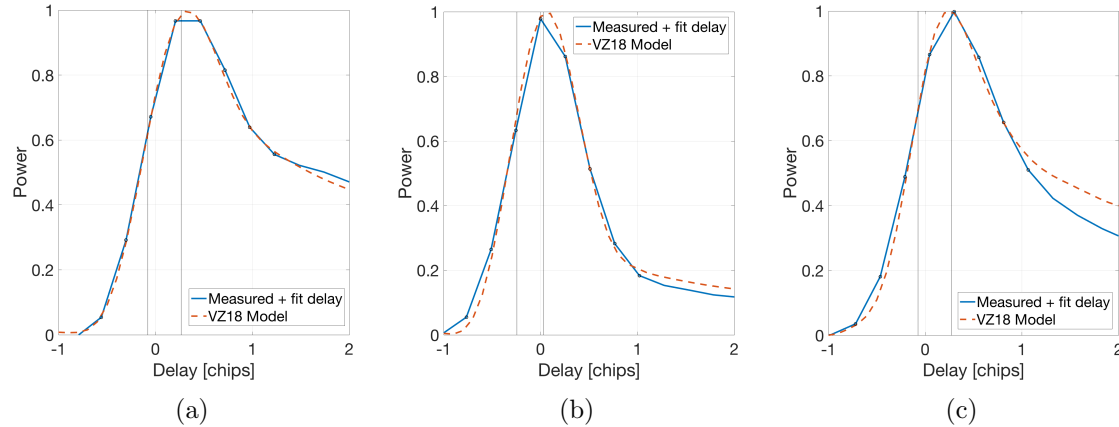 1
0.8
0.6
0.4
0.2
0
Power
-1 0 1 2
Delay [chips]
Measured + fit delay
VZ18 Model
(a)
1
0.8
0.6
0.4
0.2
0
Power
-1 0 1 2
Delay [chips]
Measured + fit delay
VZ18 Model
(b)
1
0.8
0.6
0.4
0.2
0
Power
-1 0 1 2
Delay [chips]
Measured + fit delay
VZ18 Model
(c)